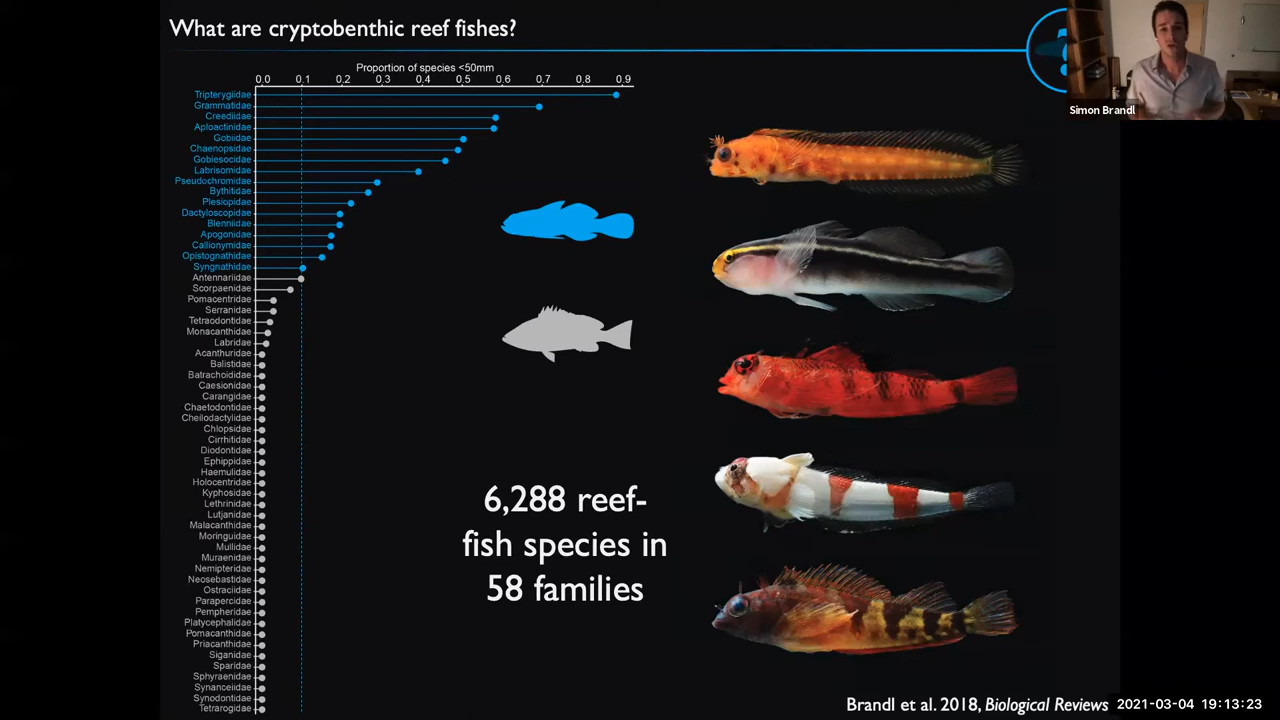 What are cryptobenthic reef fishes?
Simon Brandl
Proportion of species <50mm
0.0 0.1 0.2 0.3 0.4 0.5 0.6 0.7 0.8 0.9
Tripterygiidae
Grammatidae
Creediidae
Aploactinidae
Gobiidae
Chaenopsidae
Gobiesocidae
Labrisomidae
Pseudochromidae
Bythitidae
Plesiopidae
Dactyloscopidae
Blenniidae
Apogonidae
Callionymidae
Opistognathidae
Syngnathidae
Antennariidae
Scorpaenidae
Pomacentridae
Serranidae
Tetraodontidae
Monacanthidae
Labridae
Acanthuridae
Balistidae
Batrachoididae
Caesionidae
Carangidae
Chaetodontidae
Cheilodactylidae
Chlopsidae
Cirrhitidae
Diodontidae
Ephippidae
Haemulidae
Holocentridae
Kyphosidae
Lethrinidae
Lutjanidae
Malacanthidae
Moringuidae
Mullidae
Muraenidae
Nemipteridae
Neosebastidae
Ostraciidae
Parapercidae
Pempheridae
Platycephalidae
Pomacanthidae
Priacanthidae
Siganidae
Sparidae
Sphyraenidae
Synanceiidae
Synodontidae
Tetrarogidae
6,288 reef-
fish species in
58 families
Brandl et al. 2018, Biological Reviews
2021-03-04 19:13:23